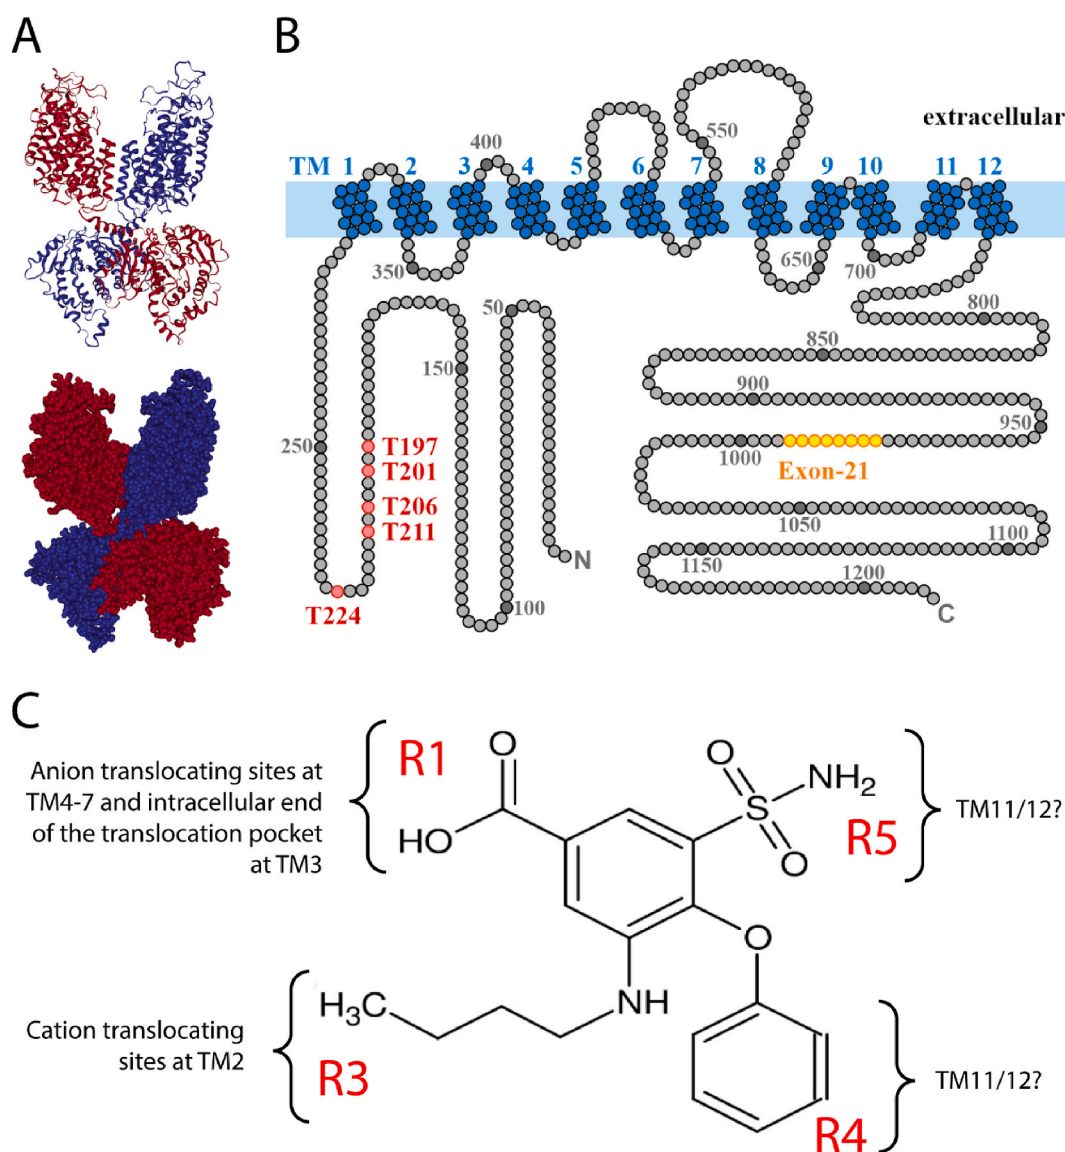 A
B
extracellular
TM 1 2 3 4 5 6 7 8 9 10 11 12
400
550
350
650
700
50
800
150
850
900
950
250
T197
T201
T206
T211
1000
Exon-21
1050
1100
N
1150
1200
100
T224
C
C
R1
Anion translocating sites at
TM4-7 and intracellular end
of the translocation pocket
at TM3
O
HO
O
S
NH2
O
R5
TM11/12?
O
H3C
NH
Cation translocating
sites at TM2
R3
R4
TM11/12?